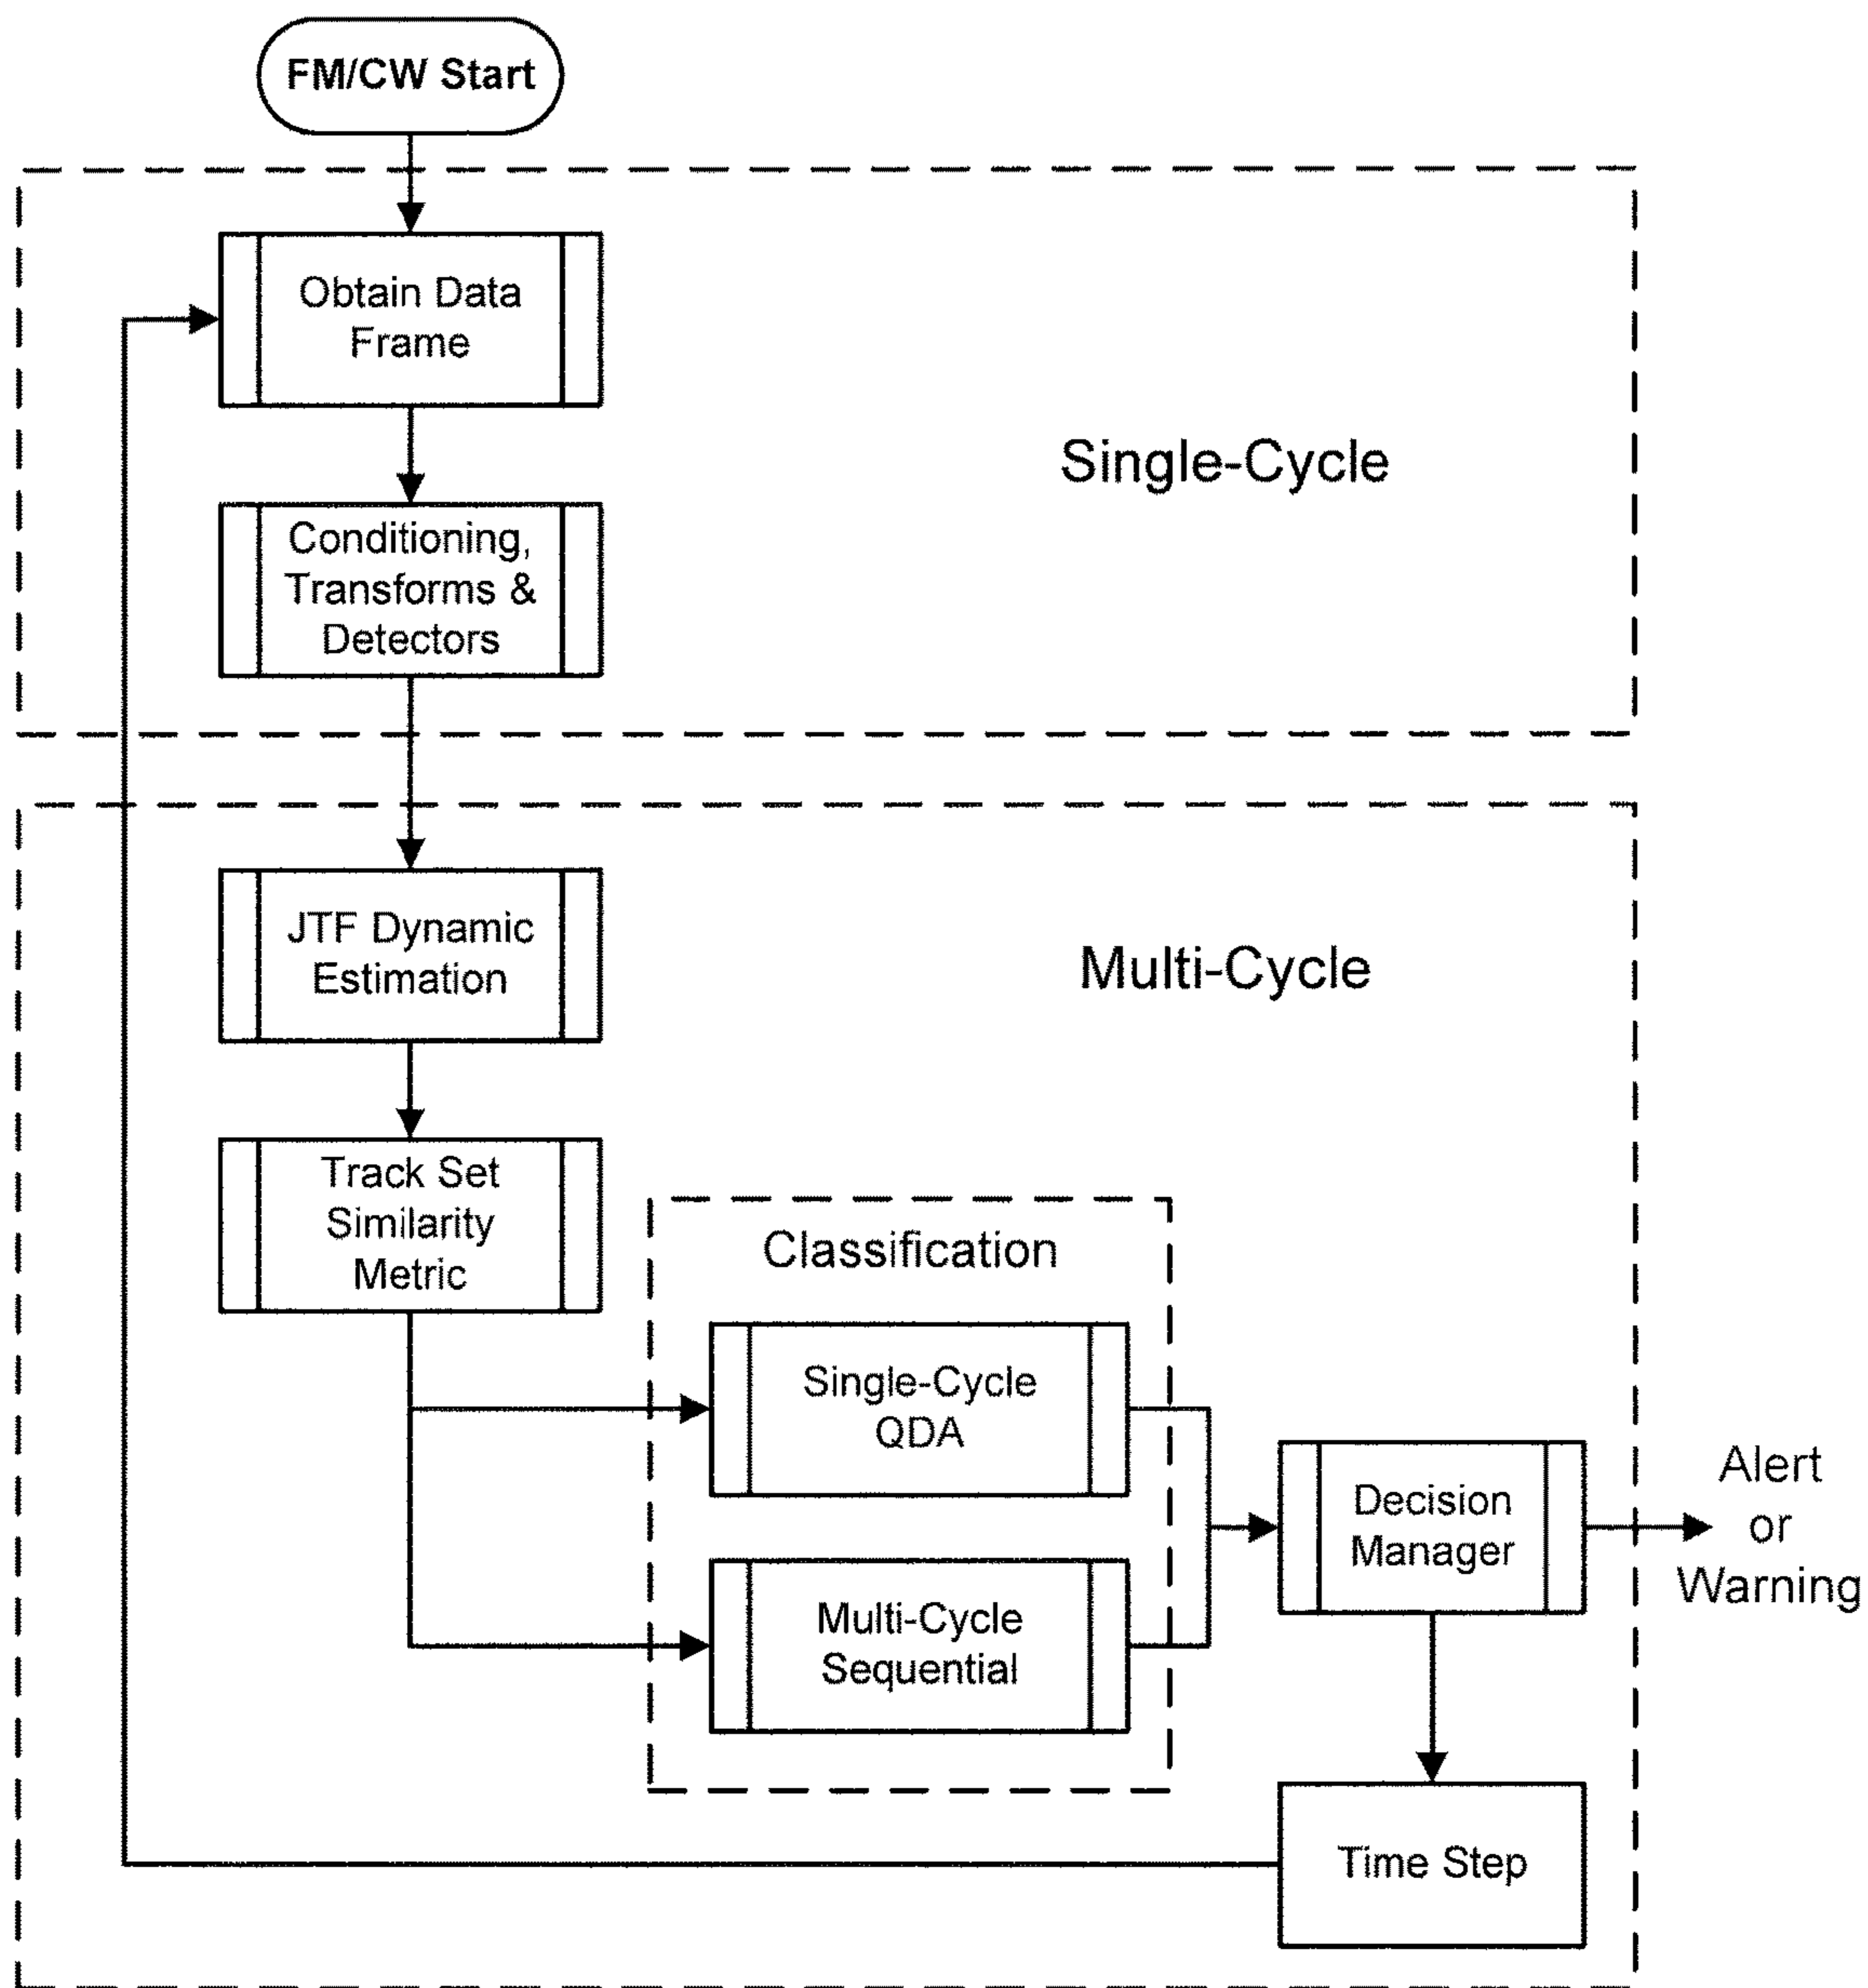 FM/CW Start
Obtain Data
Frame
Single-Cycle
Conditioning,
Transforms &
Detectors
JTF Dynamic
Estimation
Multi-Cycle
Track Set
Similarity
Metric
Classification
Single-Cycle
QDA
Multi-Cycle
Sequential
Decision
Manager
Alert
or
Warning
Time Step